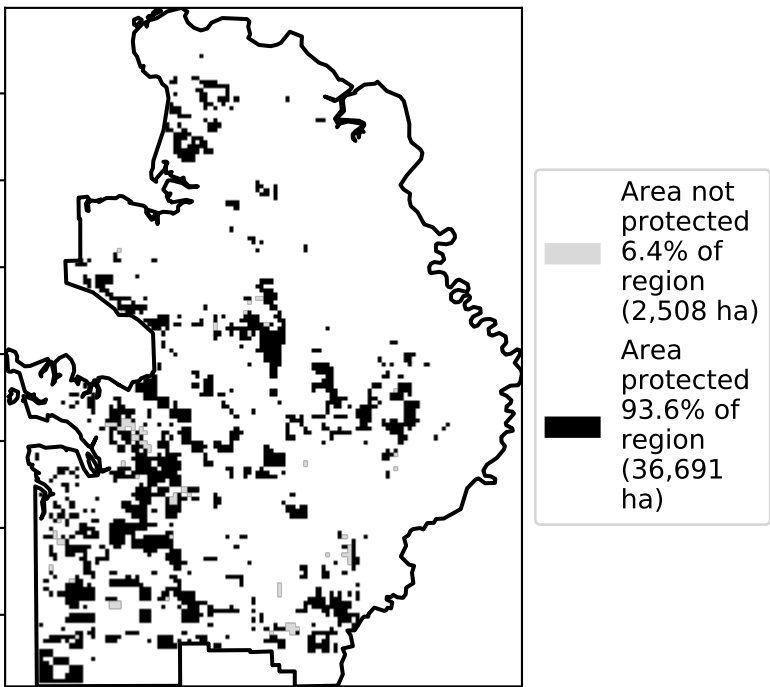 Area not
protected
6.4% of
region
(2,508 ha)
Area
protected
93.6% of
region
(36,691
ha)